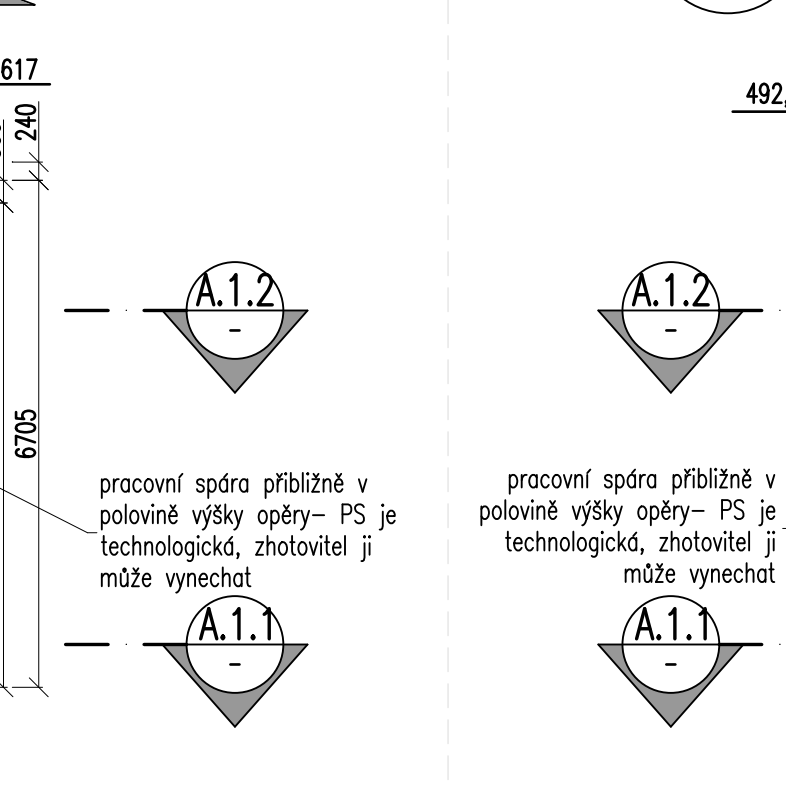 617
492,
240
A.1.2
-
A.1.2
-
6705
pracovní spára přibližně v
polovině výšky opěry– PS je
technologická, zhotovitel ji
může vynechat
pracovní spára přibližně v
polovině výšky opěry– PS je
technologická, zhotovitel ji
může vynechat
A.1.1
-
A.1.1
-